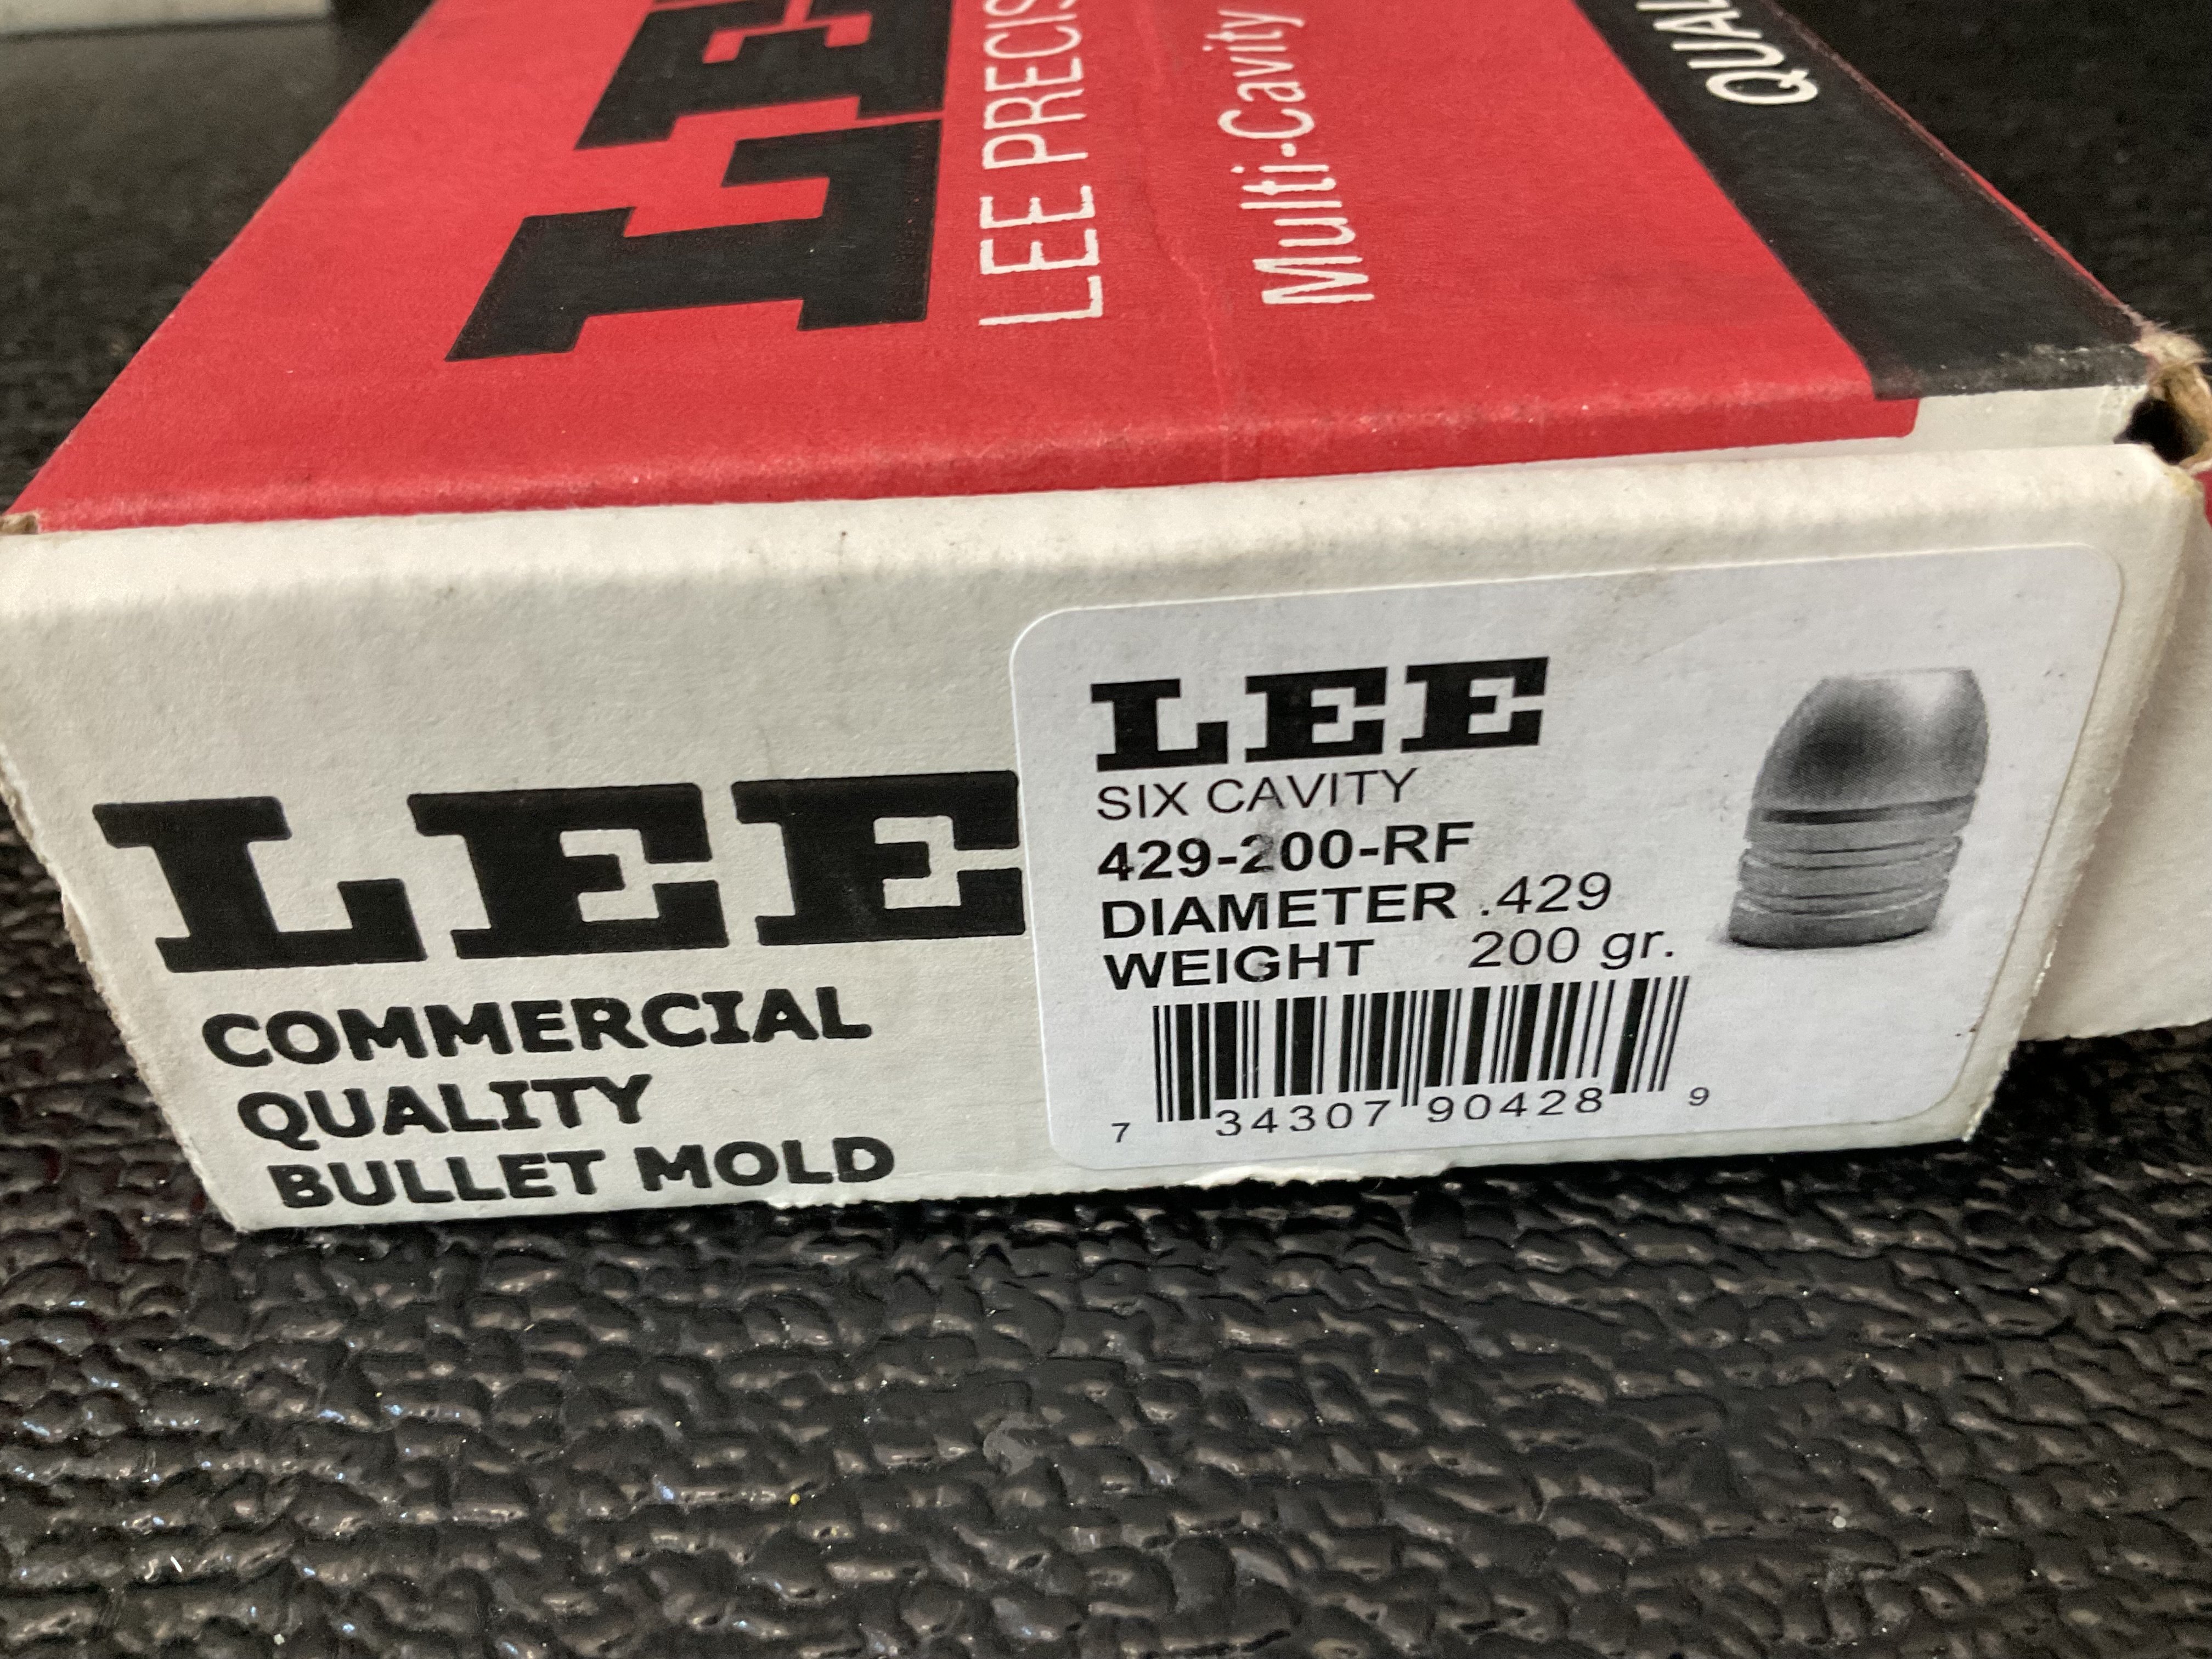 LEE
LEE PRECIS
Multi-Cavity
QUAL
LEE
COMMERCIAL
QUALITY
BULLET MOLD
LEE
SIX CAVITY
429-200-RF
DIAMETER .429
WEIGHT 200 gr.
7 34307 90428 9